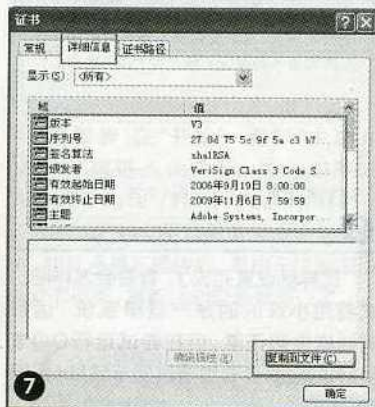 证书
常规 详细信息 证书路径
显示(S) <所有>
域 值
版本 V3
序列号 27 0d 75 5c 9f 5a c3 b7...
签名算法 sha1RSA
颁发者 VeriSign Class 3 Code S...
有效起始日期 2006年9月19日 8:00:00
有效终止日期 2009年11月6日 7:59:59
主题 Adobe Systems, Incorpor...
编辑属性(E) 复制到文件(C)...
7
确定